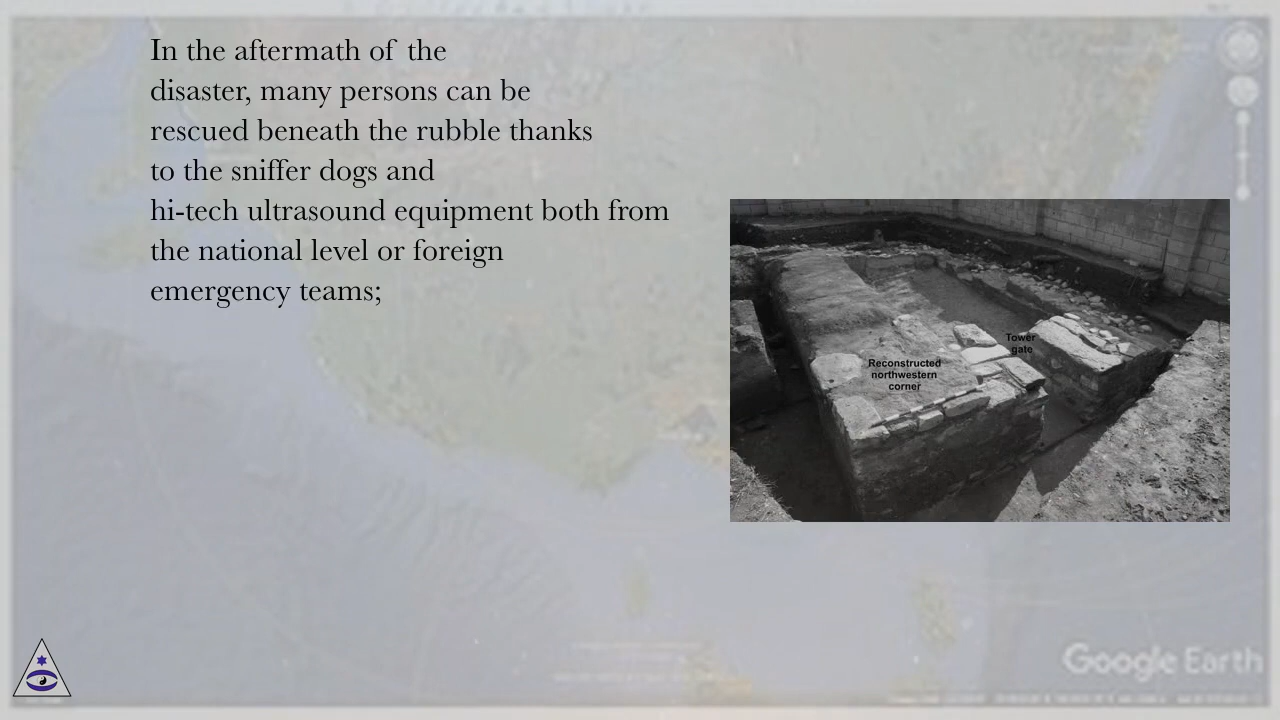 In the aftermath of the
disaster, many persons can be
rescued beneath the rubble thanks
to the sniffer dogs and
hi-tech ultrasound equipment both from
the national level or foreign
emergency teams;
Tower
gate
Reconstructed
northwestern
corner
Google Earth